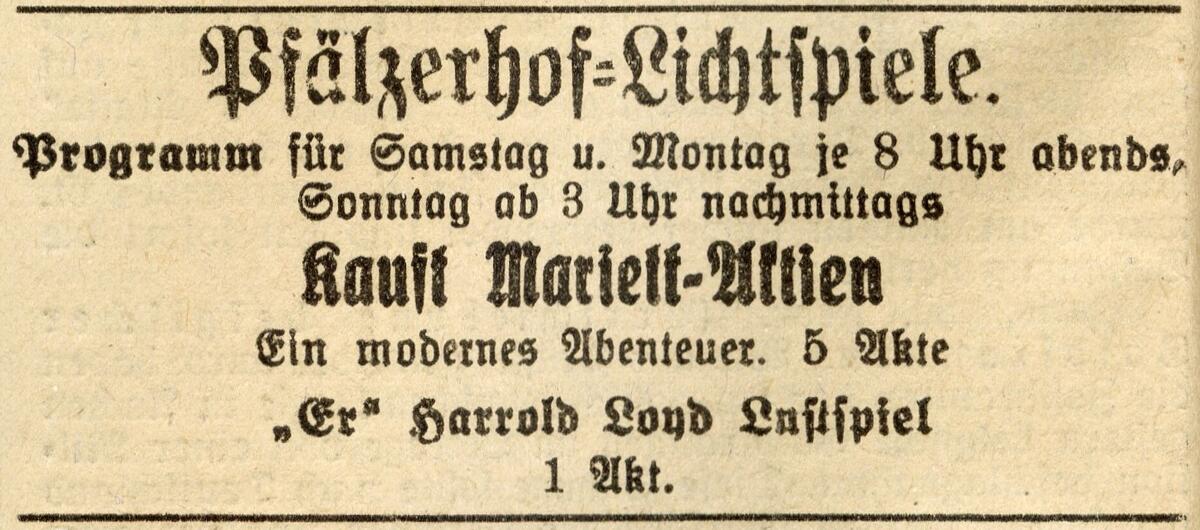 Pfälzerhof-Lichtspiele.
Programm für Samstag u. Montag je 8 Uhr abends,
Sonntag ab 3 Uhr nachmittags
Kauft Mariett-Aktien
Ein modernes Abenteuer. 5 Akte
„Er“ Harrold Loyd Lustspiel
1 Akt.